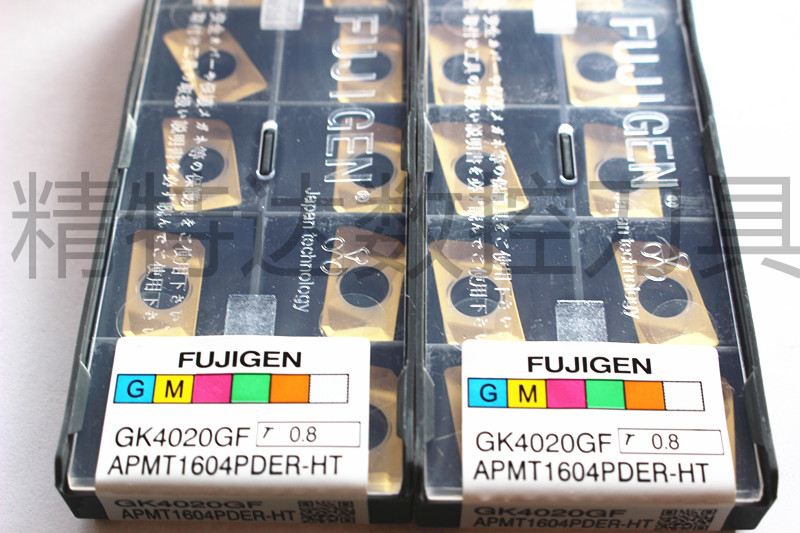 FUJIGEN®
Japan technology
FUJIGEN®
Japan technology
精特达数控刀具
FUJIGEN
G M
GK4020GF r 0.8
APMT1604PDER-HT
GK4020GF
APMT1604PDER-HT
FUJIGEN
G M
GK4020GF r 0.8
APMT1604PDER-HT
GK4020GF
APMT1604PDER-HT